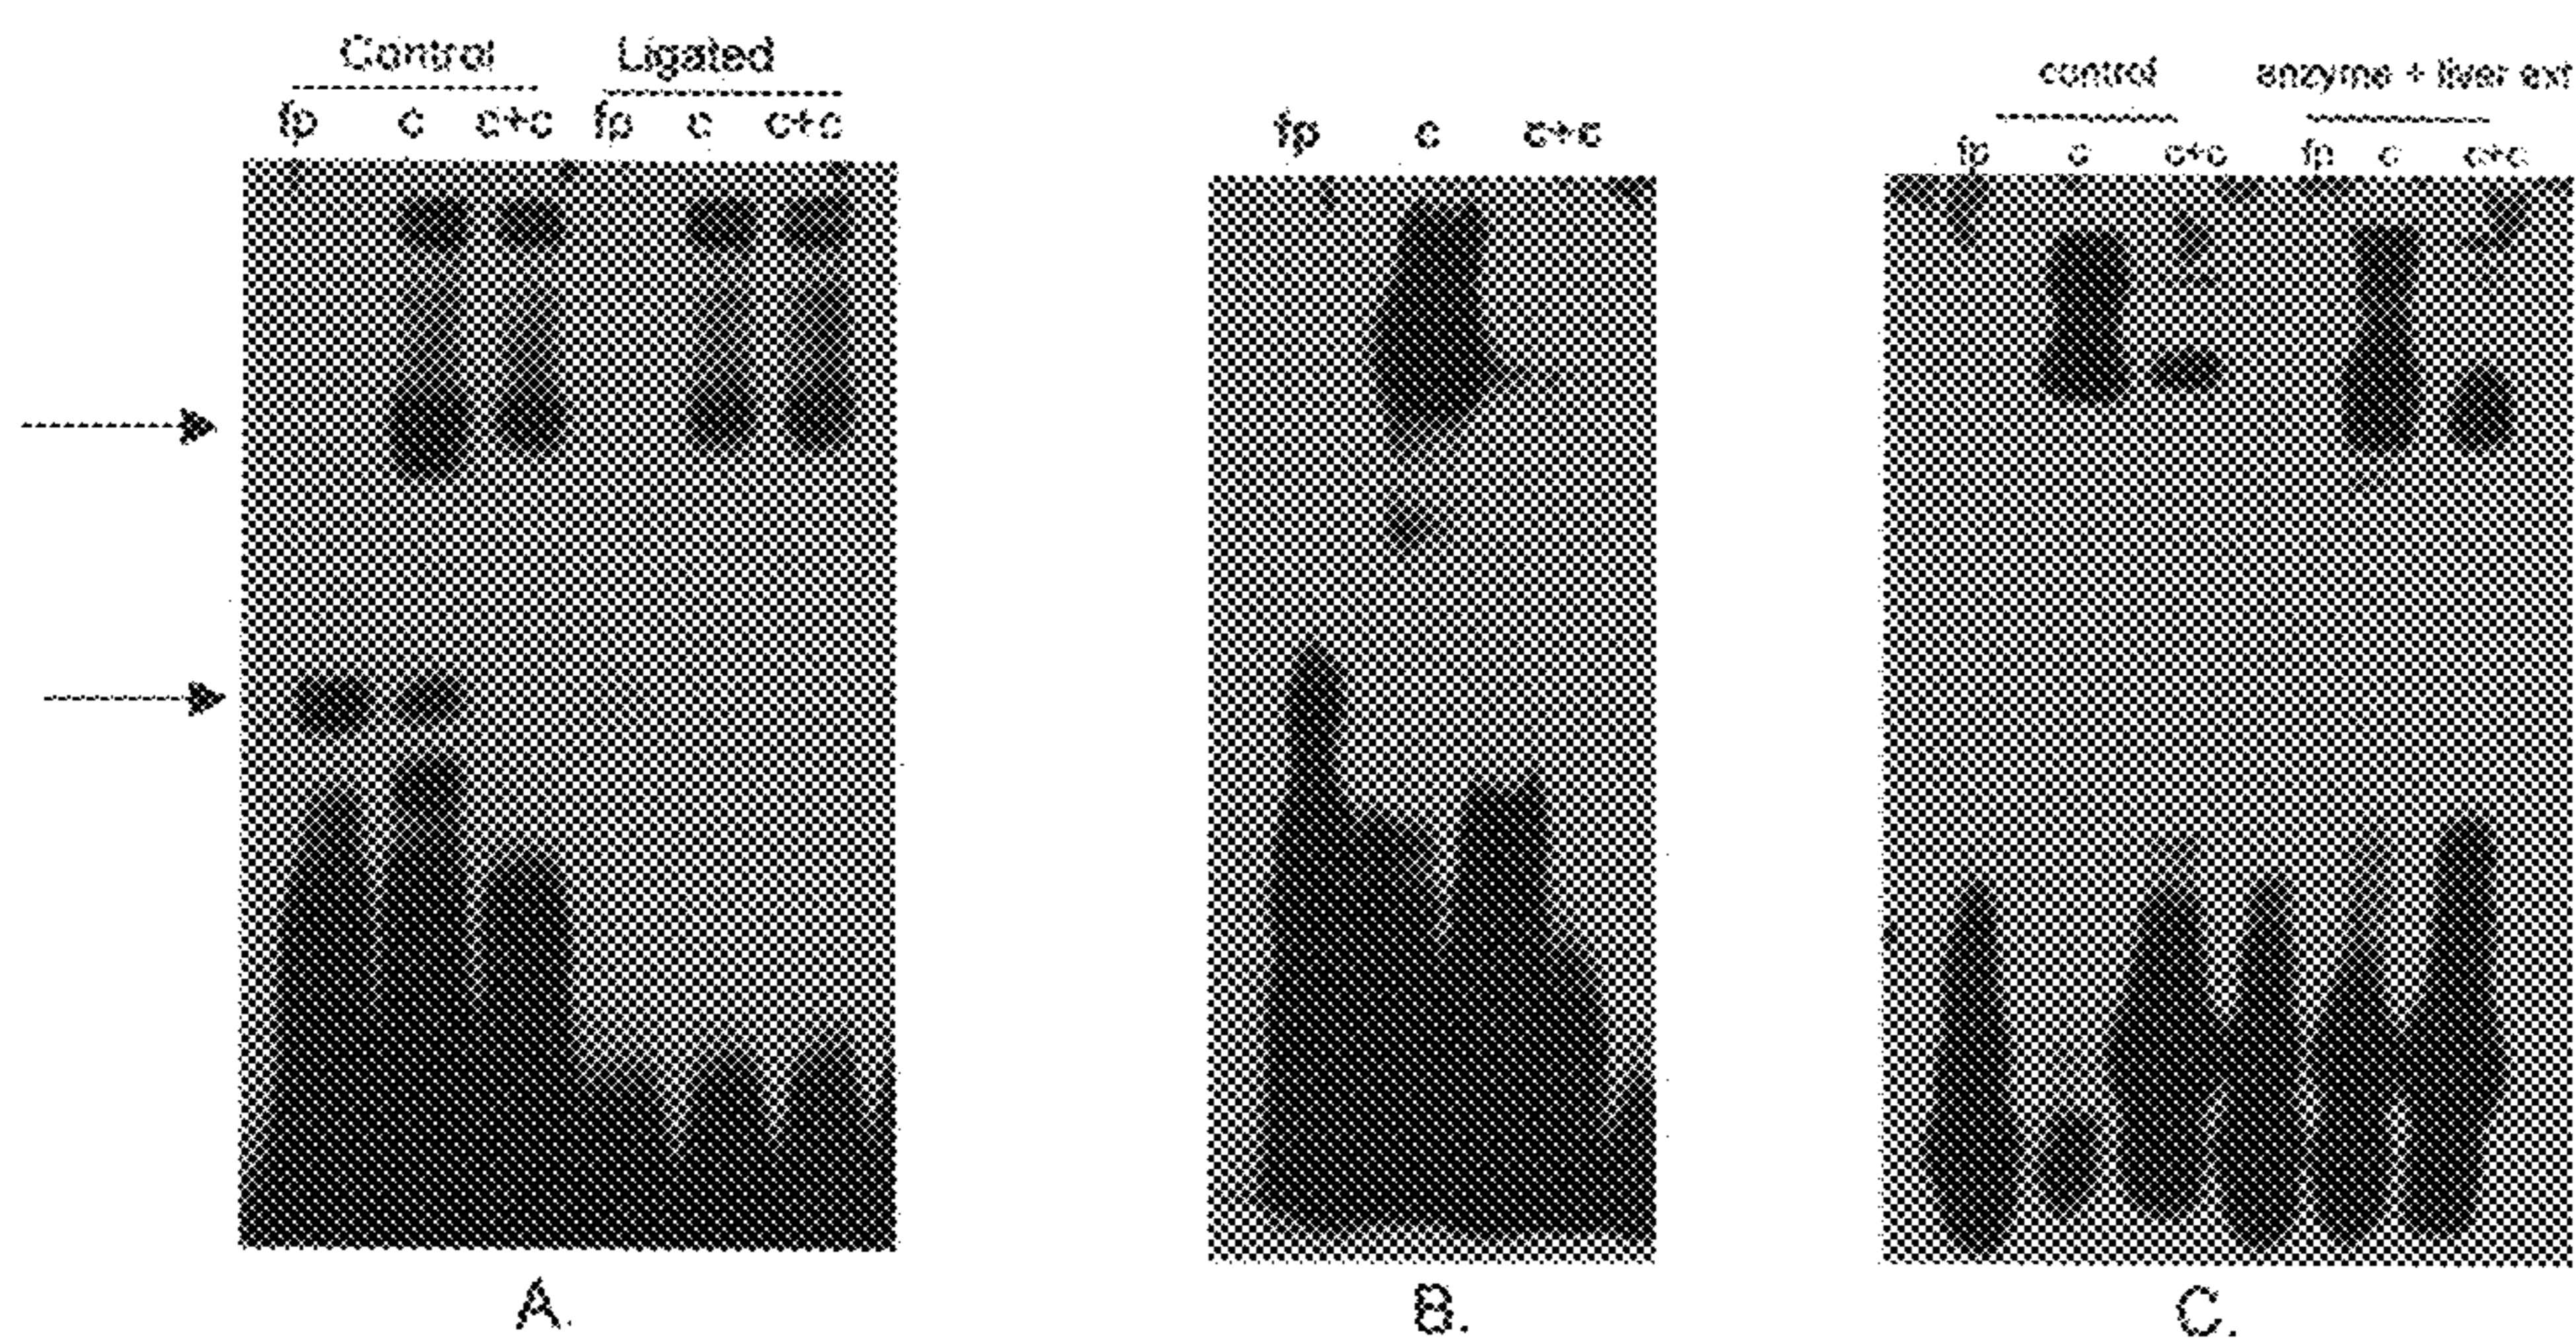 Control Ligated
fp c c+c fp c c+c
fp c c+c
control enzyme + liver ext
fp c c+c fp c c+c
A. B. C.